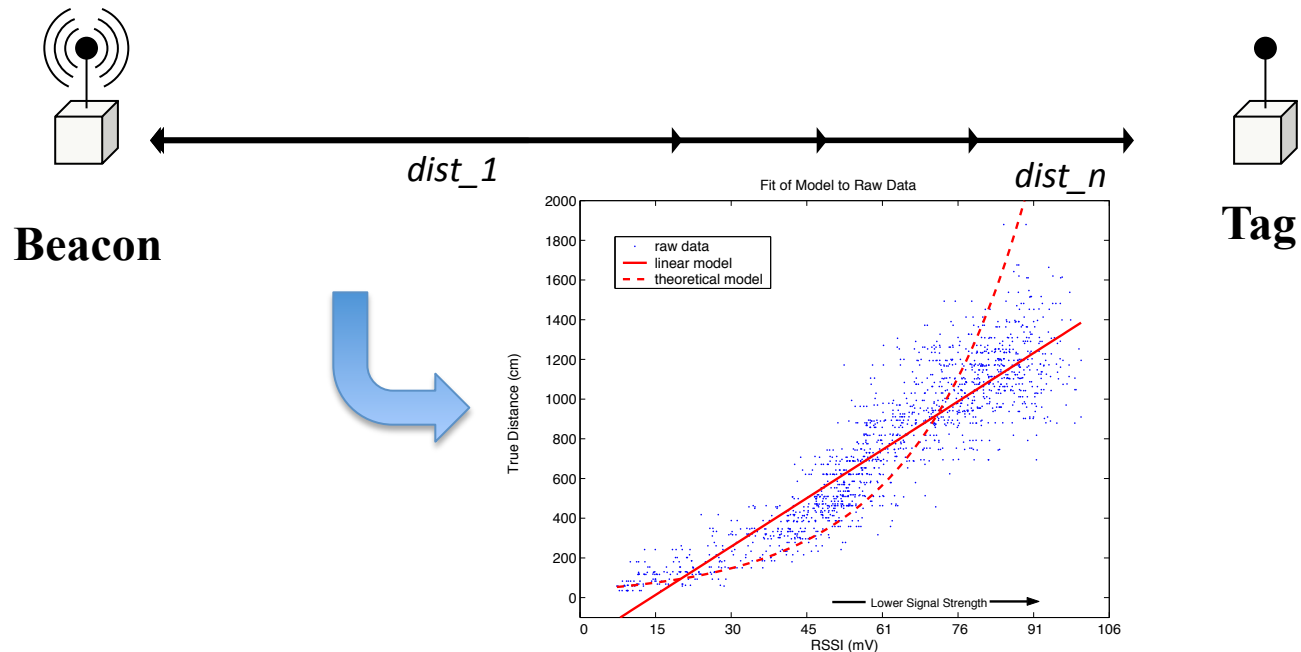 dist_1
dist_n
Beacon
Tag
Fit of Model to Raw Data
2000
1800
1600
1400
1200
1000
800
600
400
200
0
True Distance (cm)
raw data
linear model
theoretical model
Lower Signal Strength
0 15 30 45 61 76 91 106
RSSI (mV)